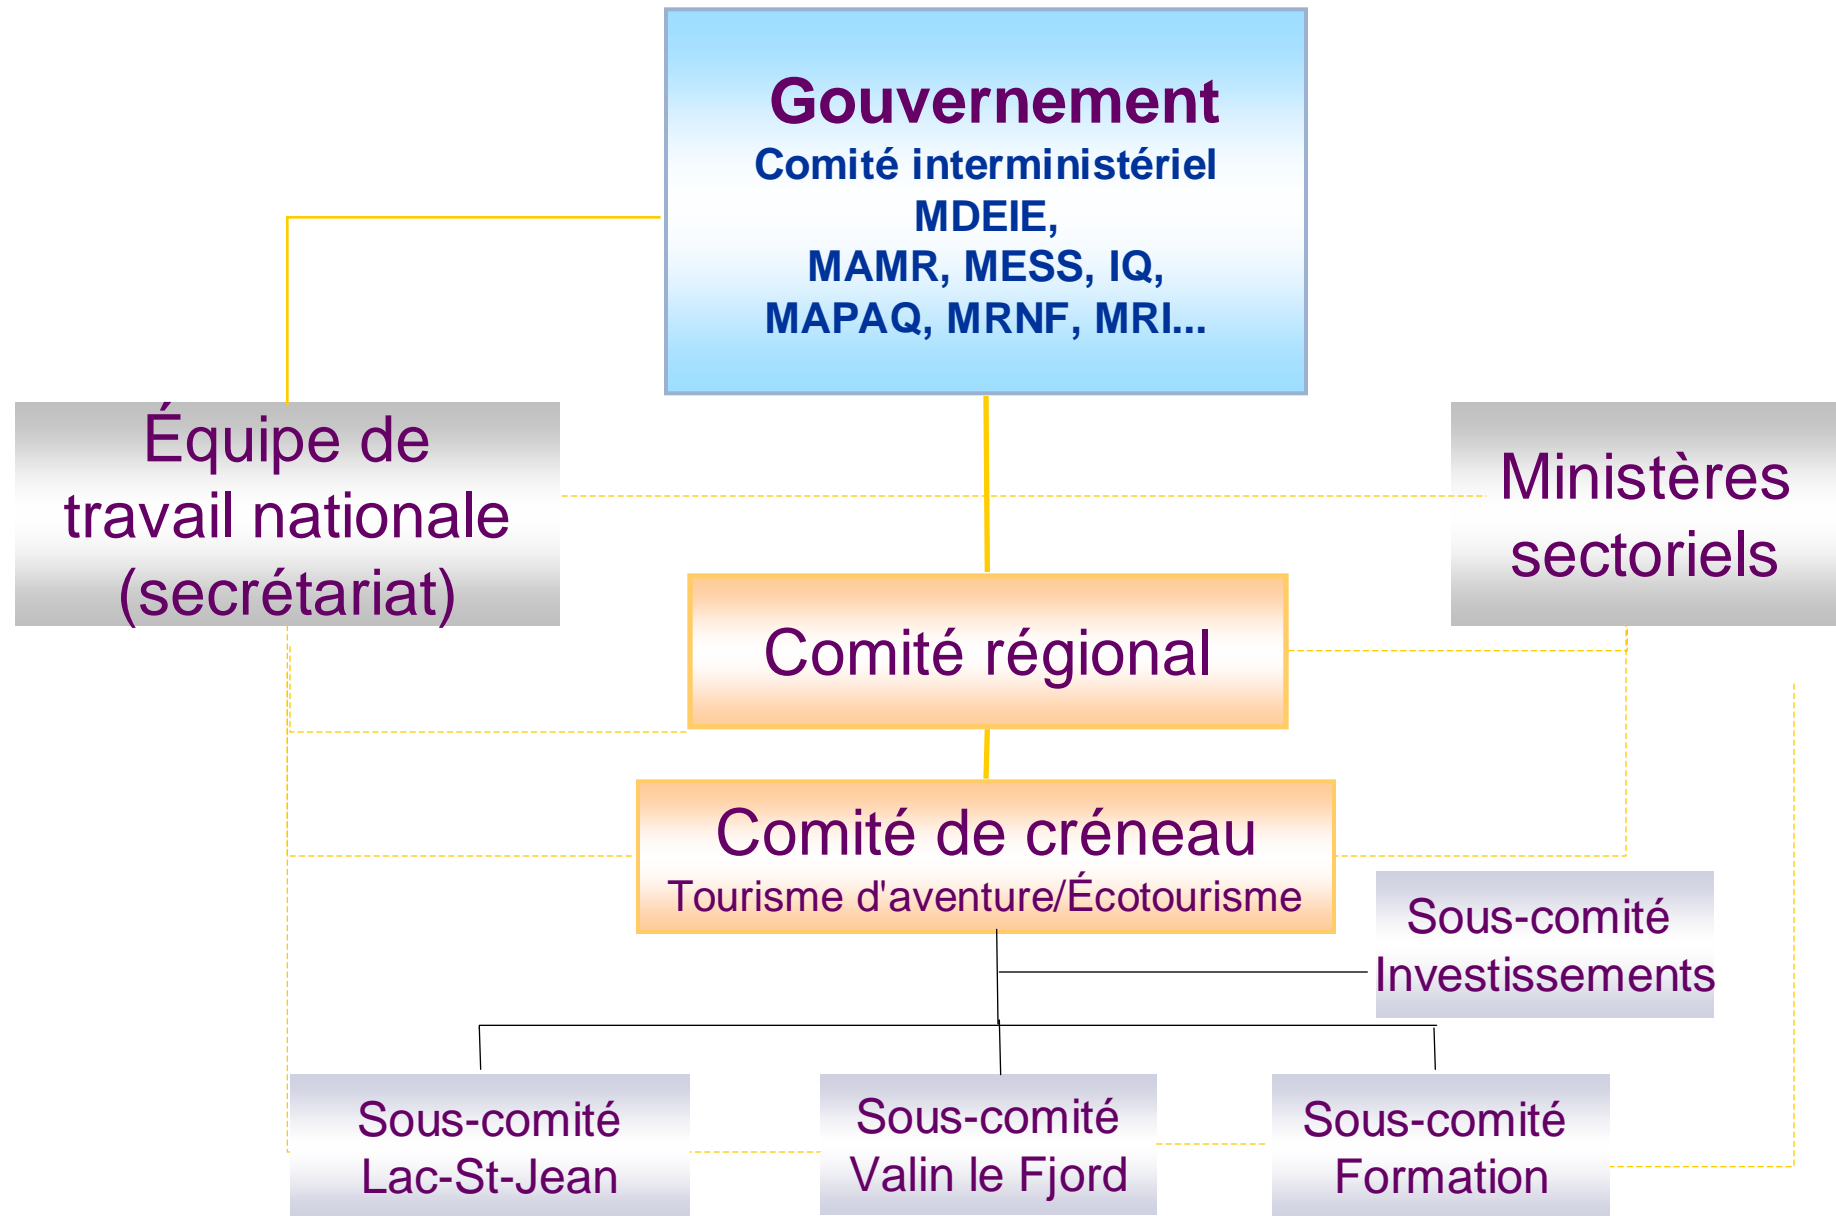 Gouvernement
Comité interministériel
MDEIE,
MAMR, MESS, IQ,
MAPAQ, MRNF, MRI...
Équipe de
travail nationale
(secrétariat)
Ministères
sectoriels
Comité régional
Comité de créneau
Tourisme d'aventure/Écotourisme
Sous-comité
Investissements
Sous-comité
Lac-St-Jean
Sous-comité
Valin le Fjord
Sous-comité
Formation